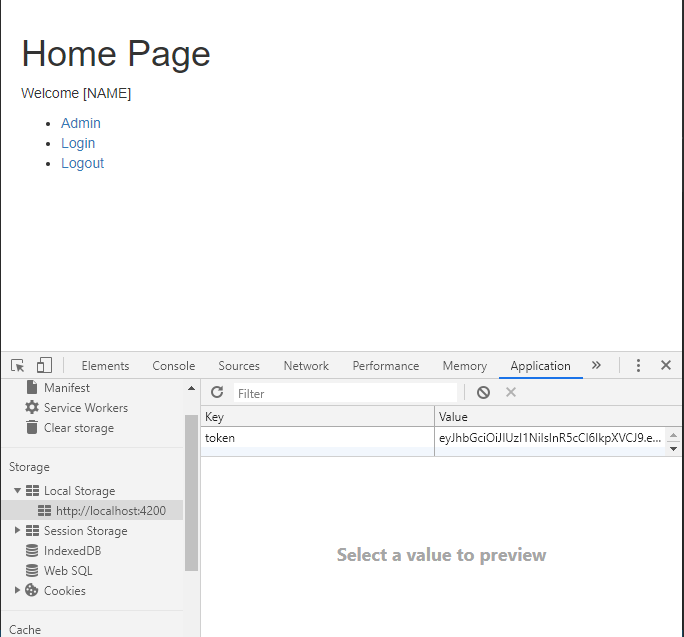 Home Page
Welcome [NAME]
Admin
Login
Logout
Elements Console Sources Network Performance Memory Application
Manifest
Service Workers
Clear storage
Filter
Key Value
token eyJhbGciOiJIUzI1NiIsInR5cCI6IkpXVCJ9.e...
Storage
Local Storage
http://localhost:4200
Session Storage
IndexedDB
Web SQL
Cookies
Select a value to preview
Cache